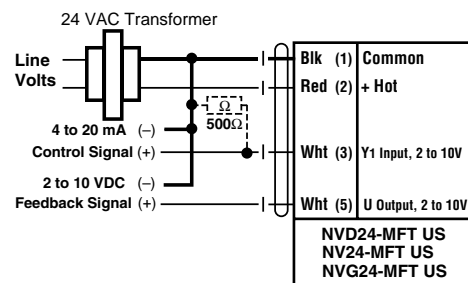 24 VAC Transformer
Line
Volts
Blk (1) Common
Red (2) + Hot
Ω
500Ω
4 to 20 mA (–)
Control Signal (+)
Wht (3) Y1 Input, 2 to 10V
2 to 10 VDC (–)
Feedback Signal (+)
Wht (5) U Output, 2 to 10V
NVD24-MFT US
NV24-MFT US
NVG24-MFT US